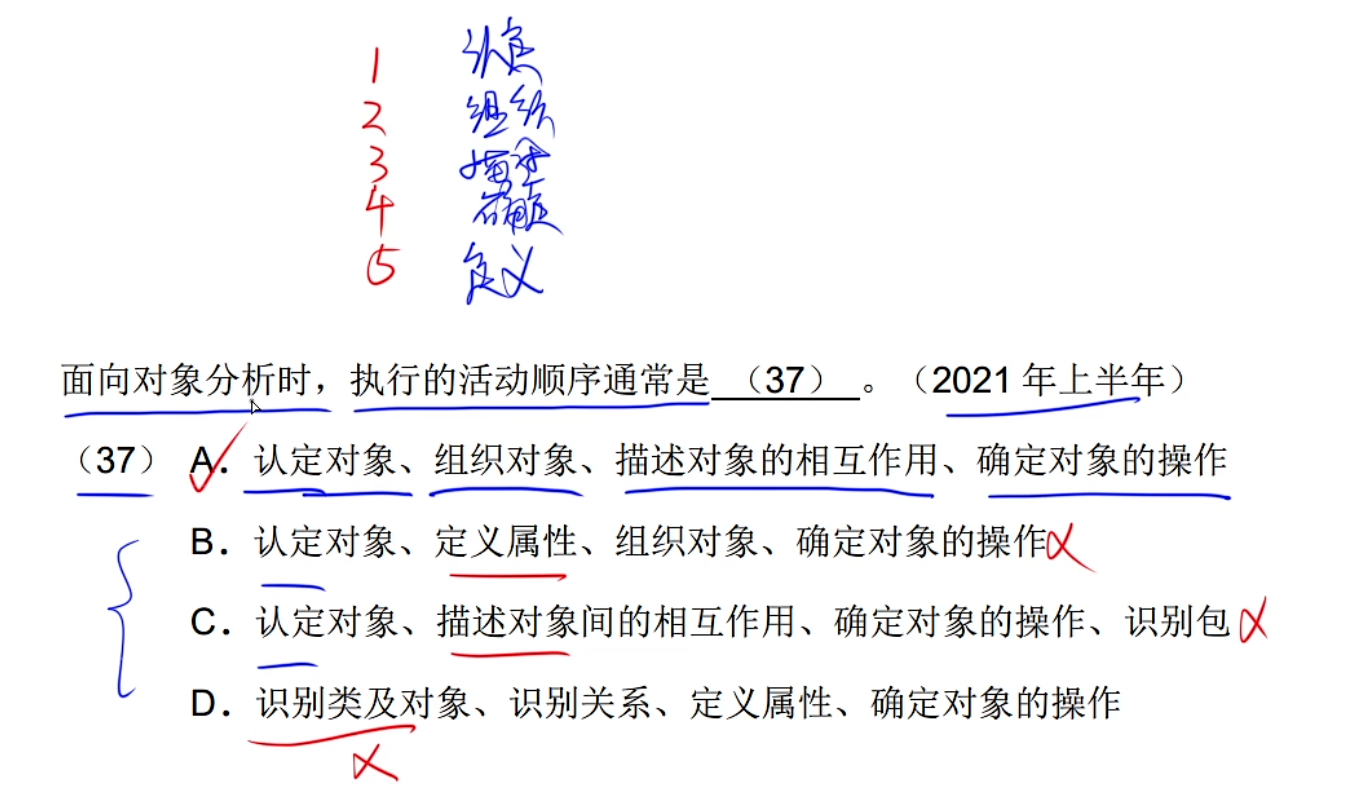 1 认定
2 组织
3 描述
4 确定
5 定义
面向对象分析时，执行的活动顺序通常是 （37） 。（2021 年上半年）
（37） A．认定对象、组织对象、描述对象的相互作用、确定对象的操作
B．认定对象、定义属性、组织对象、确定对象的操作
C．认定对象、描述对象间的相互作用、确定对象的操作、识别包
D．识别类及对象、识别关系、定义属性、确定对象的操作